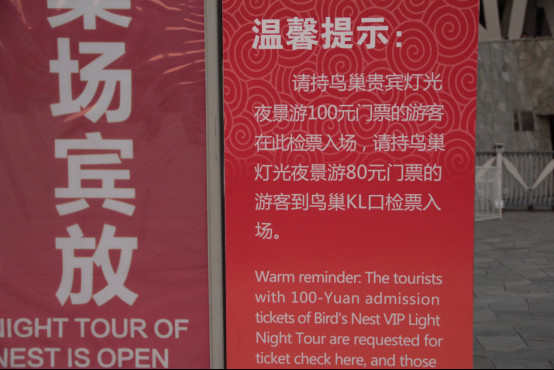 场
宾
放
NIGHT TOUR OF
NEST IS OPEN
温馨提示：
请持鸟巢贵宾灯光
夜景游100元门票的游客
在此检票入场，请持鸟巢
灯光夜景游80元门票的
游客到鸟巢KL口检票入
场。
Warm reminder: The tourists
with 100-Yuan admission
tickets of Bird's Nest VIP Light
Night Tour are requested for
ticket check here, and those